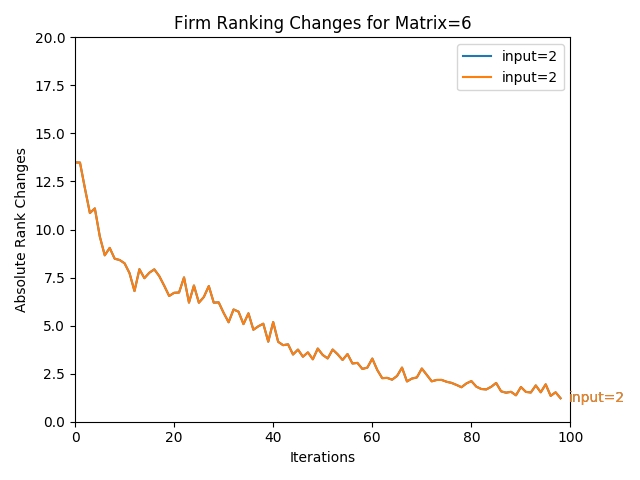 Firm Ranking Changes for Matrix=6
20.0
17.5
15.0
12.5
10.0
7.5
5.0
2.5
0.0
Absolute Rank Changes
input=2
input=2
input=2
0 20 40 60 80 100
Iterations